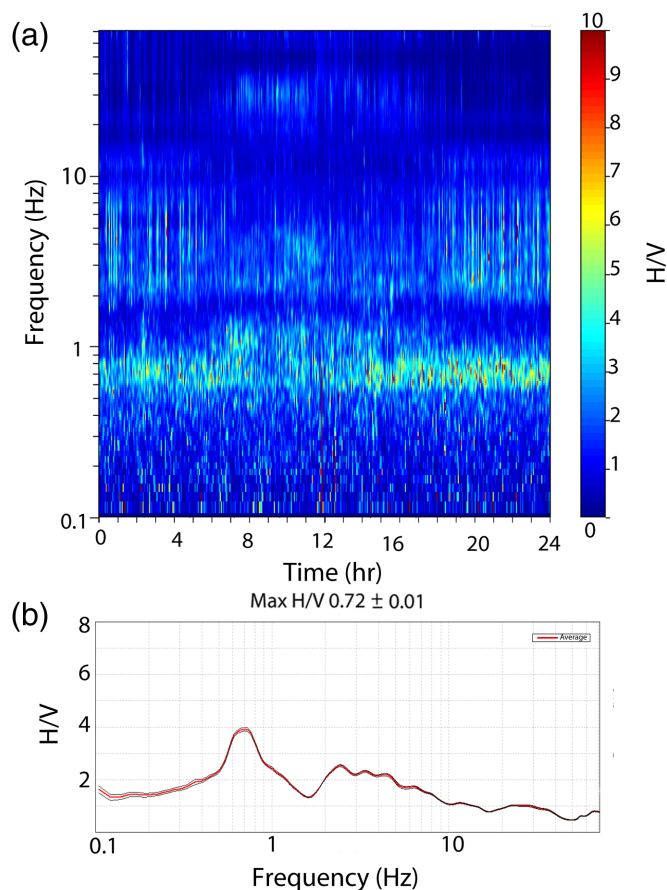 (a)
10
9
8
7
6
5
4
3
2
1
0
H/V
10
1
0.1
Frequency (Hz)
0 4 8 12 16 20 24
Time (hr)
Max H/V 0.72 ± 0.01
(b)
8
6
4
2
H/V
Average
0.1 1 10
Frequency (Hz)